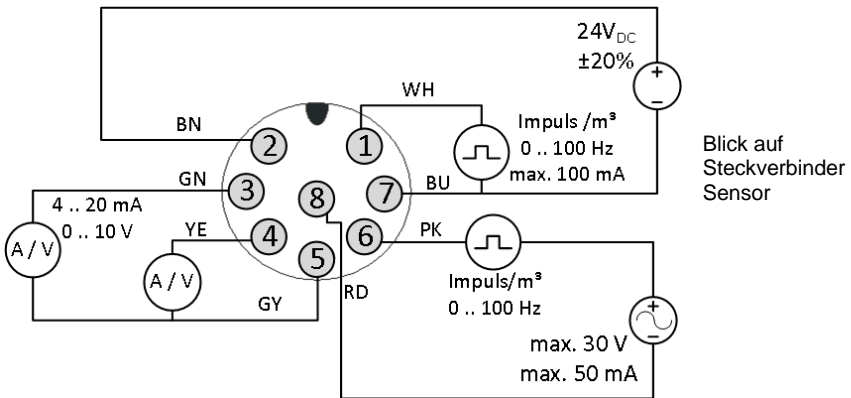 24V_DC
±20%
WH
Impuls /m³
0 .. 100 Hz
max. 100 mA
Blick auf
Steckverbinder
Sensor
BN
2
1
GN
3
8
7
BU
4 .. 20 mA
0 .. 10 V
YE
4
6
PK
A / V
5
A / V
GY
RD
Impuls/m³
0 .. 100 Hz
max. 30 V
max. 50 mA
+
−
+
−